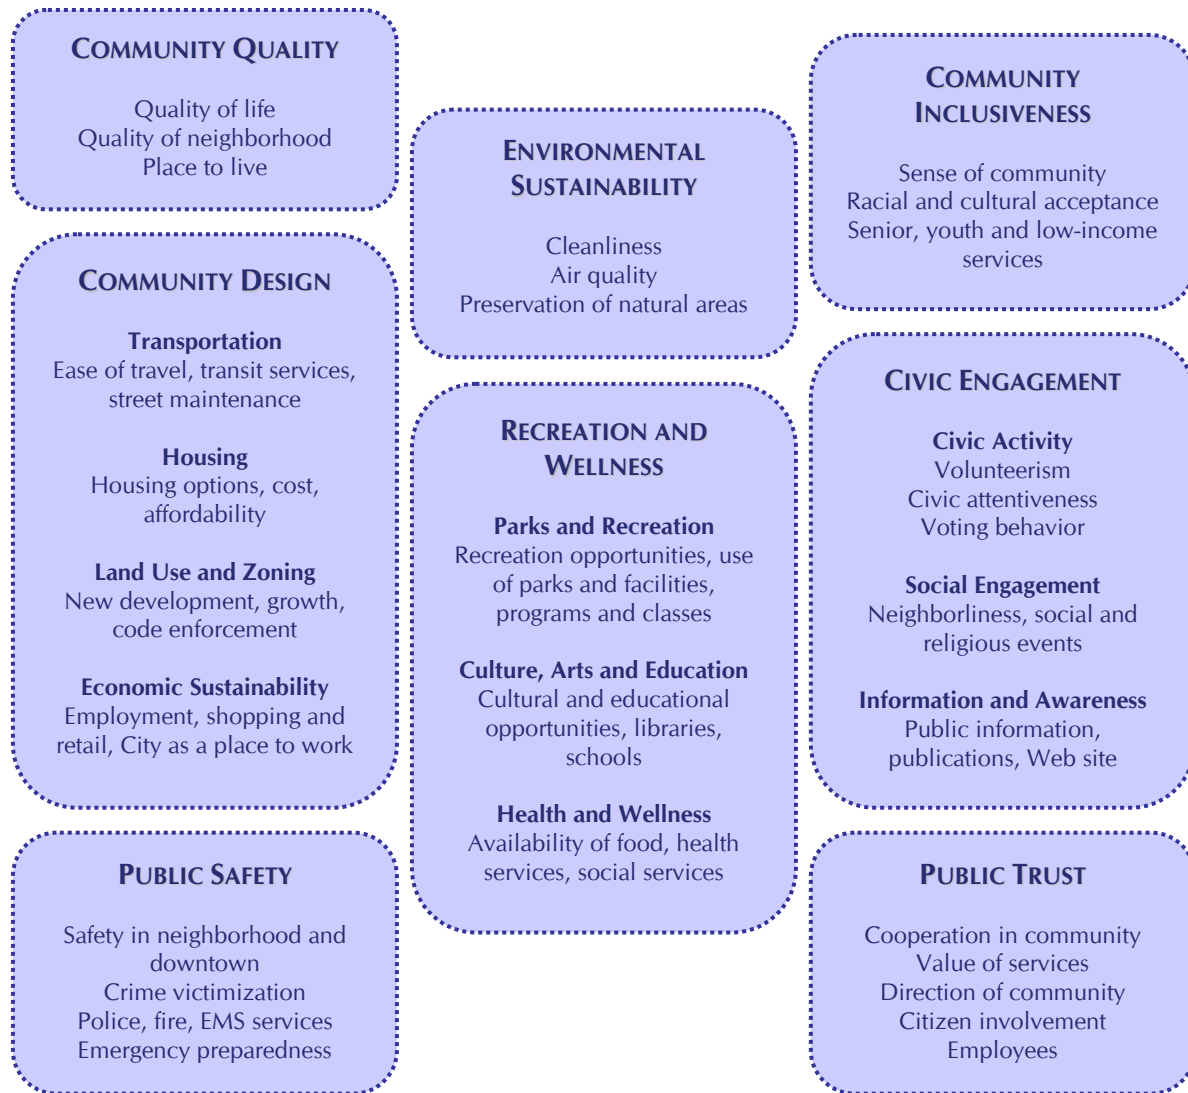 COMMUNITY QUALITY
Quality of life
Quality of neighborhood
Place to live
COMMUNITY DESIGN
Transportation
Ease of travel, transit services,
street maintenance
Housing
Housing options, cost,
affordability
Land Use and Zoning
New development, growth,
code enforcement
Economic Sustainability
Employment, shopping and
retail, City as a place to work
PUBLIC SAFETY
Safety in neighborhood and
downtown
Crime victimization
Police, fire, EMS services
Emergency preparedness
ENVIRONMENTAL
SUSTAINABILITY
Cleanliness
Air quality
Preservation of natural areas
RECREATION AND
WELLNESS
Parks and Recreation
Recreation opportunities, use
of parks and facilities,
programs and classes
Culture, Arts and Education
Cultural and educational
opportunities, libraries,
schools
Health and Wellness
Availability of food, health
services, social services
COMMUNITY
INCLUSIVENESS
Sense of community
Racial and cultural acceptance
Senior, youth and low-income
services
CIVIC ENGAGEMENT
Civic Activity
Volunteerism
Civic attentiveness
Voting behavior
Social Engagement
Neighborliness, social and
religious events
Information and Awareness
Public information,
publications, Web site
PUBLIC TRUST
Cooperation in community
Value of services
Direction of community
Citizen involvement
Employees